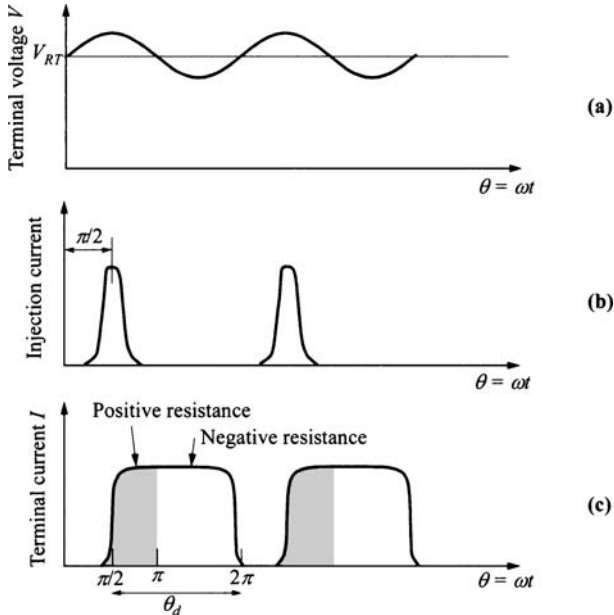 Terminal voltage V
V_RT
(a)
θ = ωt
Injection current
π/2
(b)
θ = ωt
Terminal current I
Positive resistance
Negative resistance
(c)
π/2
π
2π
θ = ωt
θ_d